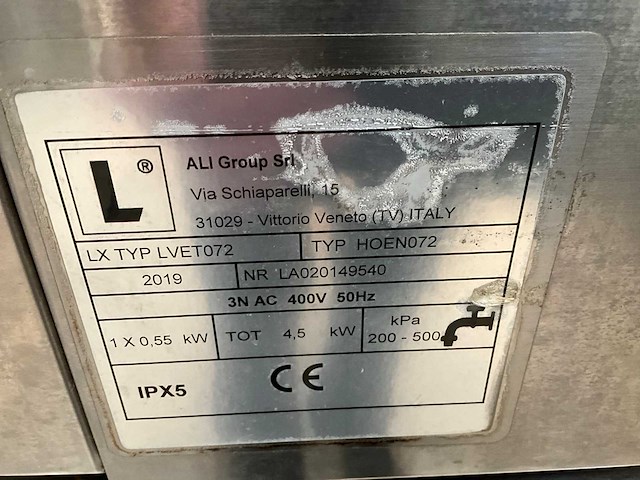 L ® ALI Group Srl
Via Schiaparelli, 15
31029 - Vittorio Veneto (TV) ITALY
LX TYP LVET072 TYP HOEN072
2019 NR LA020149540
3N AC 400V 50Hz
1 X 0,55 kW TOT 4,5 kW kPa
200 - 500
IPX5 CE